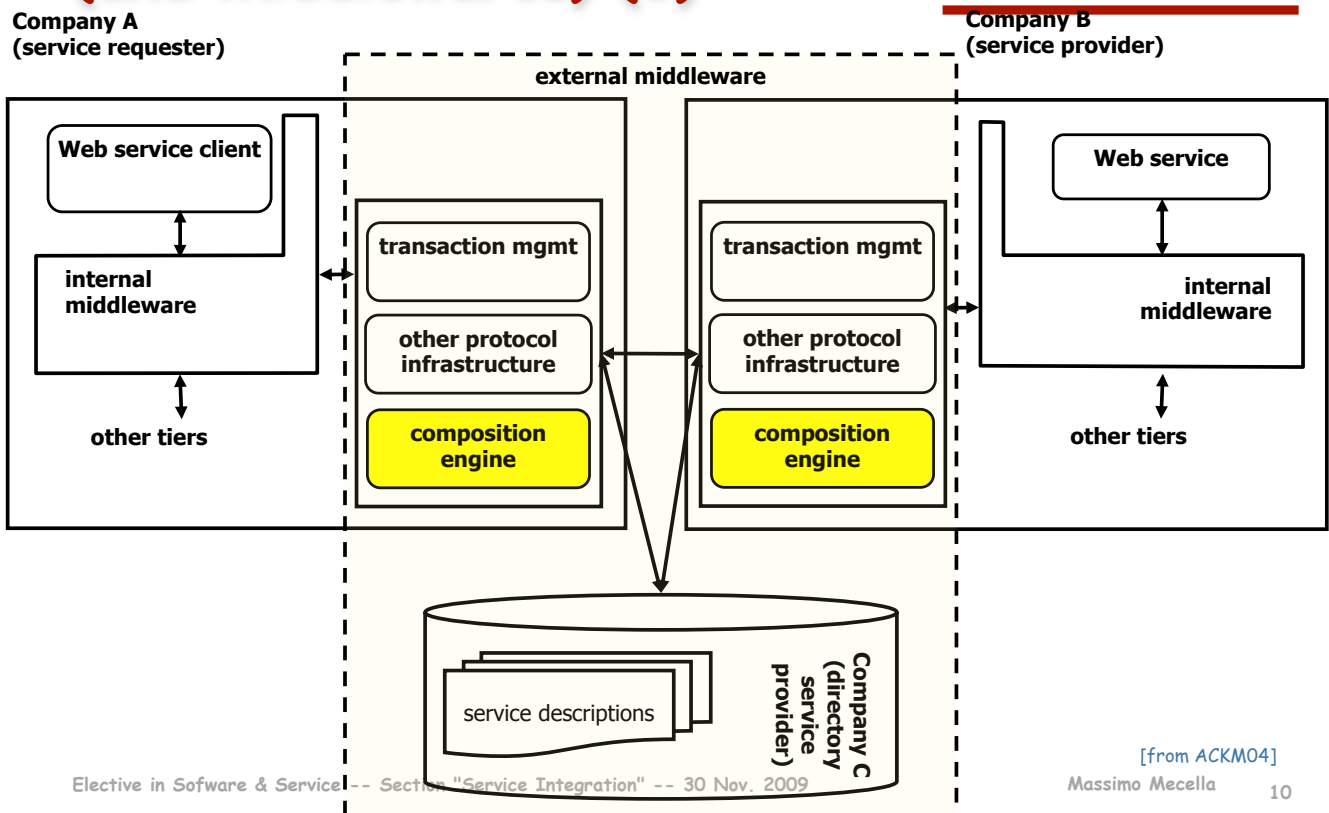 Company A
(service requester)
Company B
(service provider)
external middleware
Web service client
internal
middleware
other tiers
transaction mgmt
other protocol
infrastructure
composition
engine
transaction mgmt
other protocol
infrastructure
composition
engine
Web service
internal
middleware
other tiers
service descriptions
Company C
(directory
service
provider)
[from ACKM04]
Elective in Sofware & Service -- Section "Service Integration" -- 30 Nov. 2009
Massimo Mecella
10